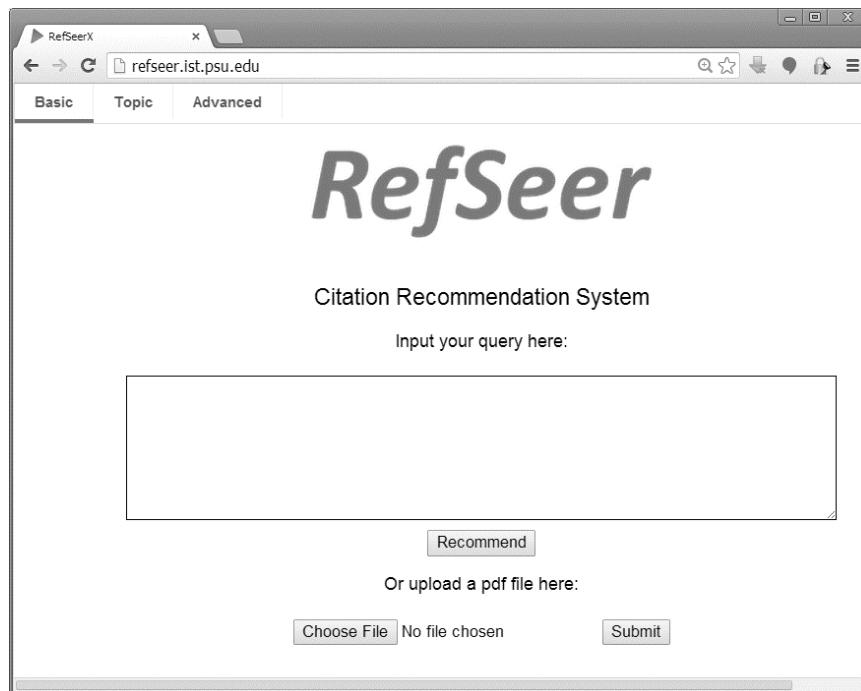 RefSeerX
refseer.ist.psu.edu
Basic Topic Advanced
RefSeer
Citation Recommendation System
Input your query here:
Recommend
Or upload a pdf file here:
Choose File No file chosen Submit